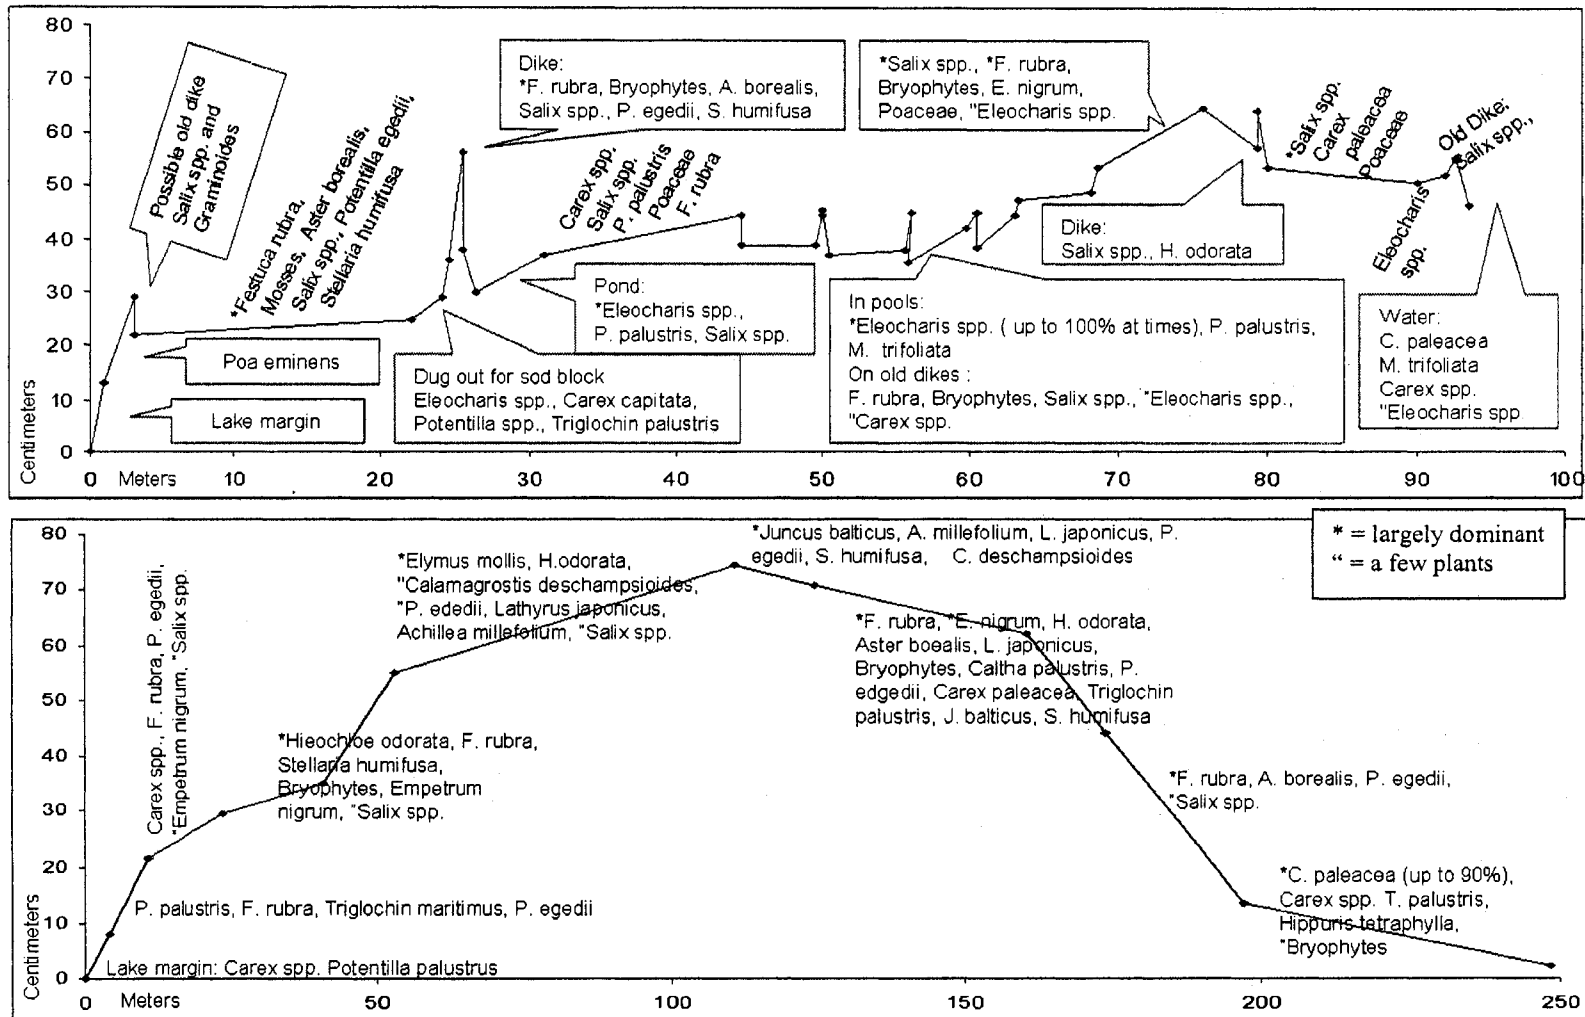 80
70
60
50
40
30
20
10
0
Centimeters
0 Meters 10 20 30 40 50 60 70 80 90 100
Possible old dike
Salix spp. and
Graminoides
*Festuca rubra,
Mosses, Aster borealis,
Salix spp., Potentilla egedii,
Stellaria humifusa
Poa eminens
Lake margin
Dike:
*F. rubra, Bryophytes, A. borealis,
Salix spp., P. egedii, S. humifusa
Dug out for sod block
Eleocharis spp., Carex capitata,
Potentilla spp., Triglochin palustris
Carex spp.
Salix spp.
P. palustris
Poaceae
F. rubra
Pond:
*Eleocharis spp.,
P. palustris, Salix spp.
*Salix spp., *F. rubra,
Bryophytes, E. nigrum,
Poaceae, "Eleocharis spp.
In pools:
*Eleocharis spp. ( up to 100% at times), P. palustris,
M. trifoliata
On old dikes :
F. rubra, Bryophytes, Salix spp., "Eleocharis spp.,
"Carex spp.
Dike:
Salix spp., H. odorata
*Salix spp.
Carex
paleacea
Poaceae
Eleocharis
spp.
Old Dike:
Salix spp.,
Water:
C. paleacea
M. trifoliata
Carex spp.
"Eleocharis spp.
* = largely dominant
“ = a few plants
80
70
60
50
40
30
20
10
0
Centimeters
0 Meters 50 100 150 200 250
Lake margin: Carex spp. Potentilla palustrus
P. palustris, F. rubra, Triglochin maritimus, P. egedii
Carex spp., F. rubra, P. egedii,
"Empetrum nigrum, "Salix spp.
*Hieochloe odorata, F. rubra,
Stellaria humifusa,
Bryophytes, Empetrum
nigrum, "Salix spp.
*Elymus mollis, H.odorata,
"Calamagrostis deschampsioides,
"P. ededii, Lathyrus japonicus,
Achillea millefolium, "Salix spp.
*Juncus balticus, A. millefolium, L. japonicus, P.
egedii, S. humifusa, C. deschampsioides
*F. rubra, *E. nigrum, H. odorata,
Aster boealis, L. japonicus,
Bryophytes, Caltha palustris, P.
edgedii, Carex paleacea, Triglochin
palustris, J. balticus, S. humifusa
*F. rubra, A. borealis, P. egedii,
"Salix spp.
*C. paleacea (up to 90%),
Carex spp. T. palustris,
Hippuris tetraphylla,
"Bryophytes